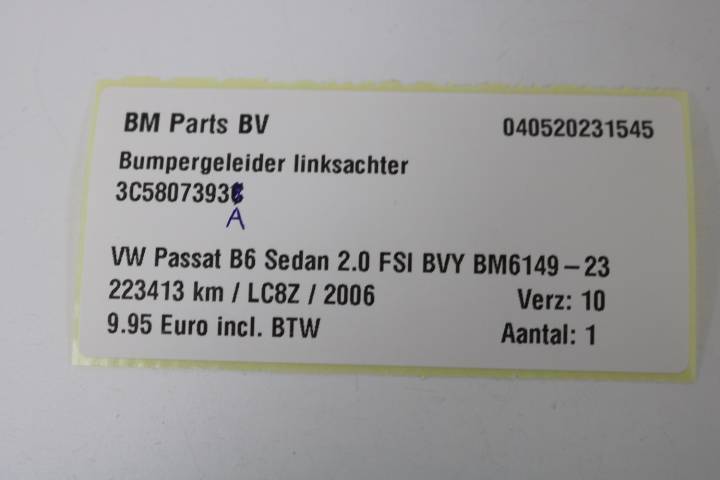 BM Parts BV 040520231545
Bumpergeleider linksachter
3C5807393
A
VW Passat B6 Sedan 2.0 FSI BVY BM6149-23
223413 km / LC8Z / 2006 Verz: 10
9.95 Euro incl. BTW Aantal: 1